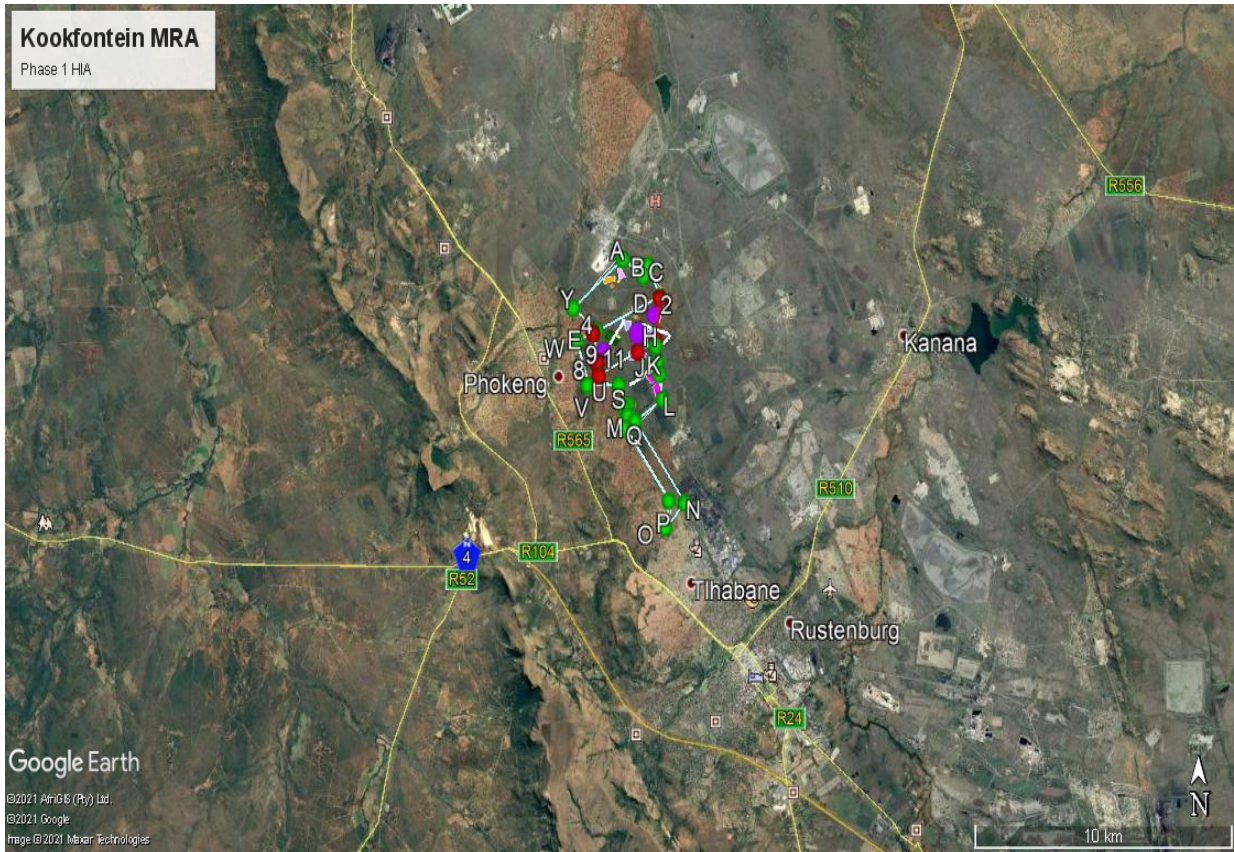 Kookfontein MRA
Phase 1 HIA
R556
H
A
B
C
Y
D
2
4
E
H
Kanana
W
9
11
8
J
K
Phokeng
U
S
V
L
M
Q
R565
R510
N
P
O
R104
4
R52
Tlhabane
Rustenburg
R24
Google Earth
©2021 AfriGIS (Pty) Ltd.
©2021 Google
Image ©2021 Maxar Technologies
N
10 km